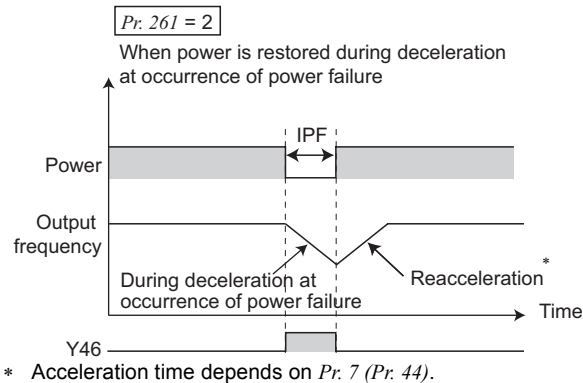 Pr. 261 = 2
When power is restored during deceleration
at occurrence of power failure
IPF
Power
Output
frequency
During deceleration at
occurrence of power failure
Reacceleration*
Time
Y46
* Acceleration time depends on Pr. 7 (Pr. 44).